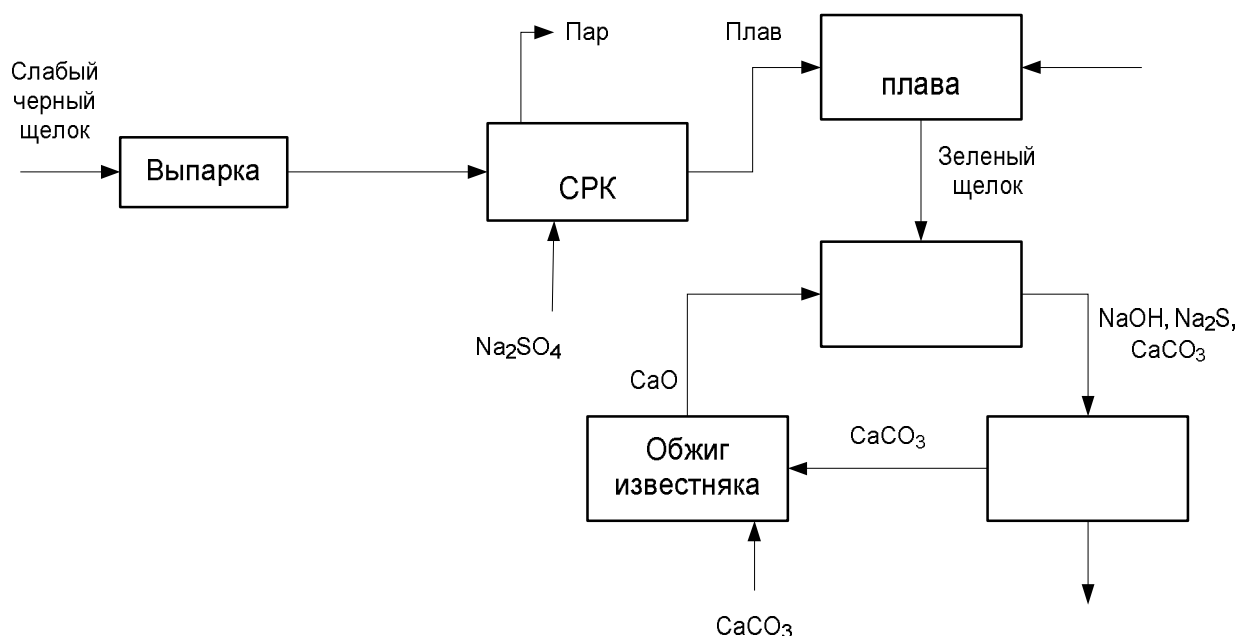 Пар
Плав
Слабый
черный
щелок
плава
Выпарка
СРК
Зеленый
щелок
Na₂SO₄
NaOH, Na₂S,
CaCO₃
CaO
CaCO₃
Обжиг
известняка
CaCO₃